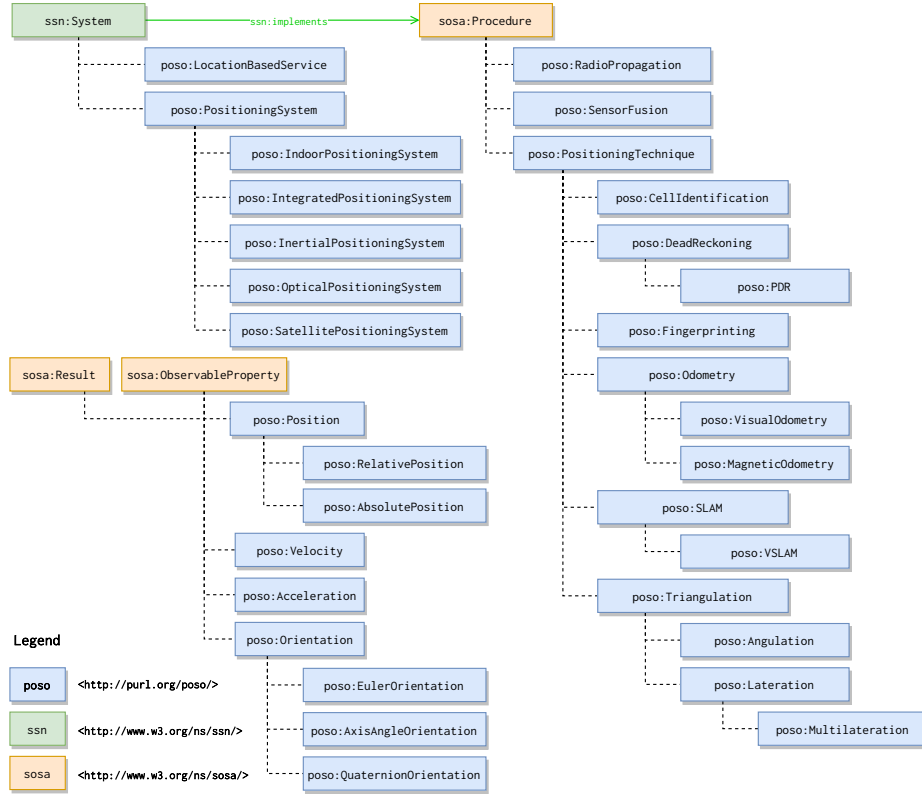 ssn:System
ssn:implements
sosa:Procedure
poso:LocationBasedService
poso:PositioningSystem
poso:IndoorPositioningSystem
poso:IntegratedPositioningSystem
poso:InertialPositioningSystem
poso:OpticalPositioningSystem
poso:SatellitePositioningSystem
poso:RadioPropagation
poso:SensorFusion
poso:PositioningTechnique
poso:CellIdentification
poso:DeadReckoning
poso:PDR
poso:Fingerprinting
poso:Odometry
poso:VisualOdometry
poso:MagneticOdometry
poso:SLAM
poso:VSLAM
poso:Triangulation
poso:Angulation
poso:Lateration
poso:Multilateration
sosa:Result
sosa:ObservableProperty
poso:Position
poso:RelativePosition
poso:AbsolutePosition
poso:Velocity
poso:Acceleration
poso:Orientation
poso:EulerOrientation
poso:AxisAngleOrientation
poso:QuaternionOrientation
Legend
poso <http://purl.org/poso/>
ssn <http://www.w3.org/ns/ssn/>
sosa <http://www.w3.org/ns/sosa/>